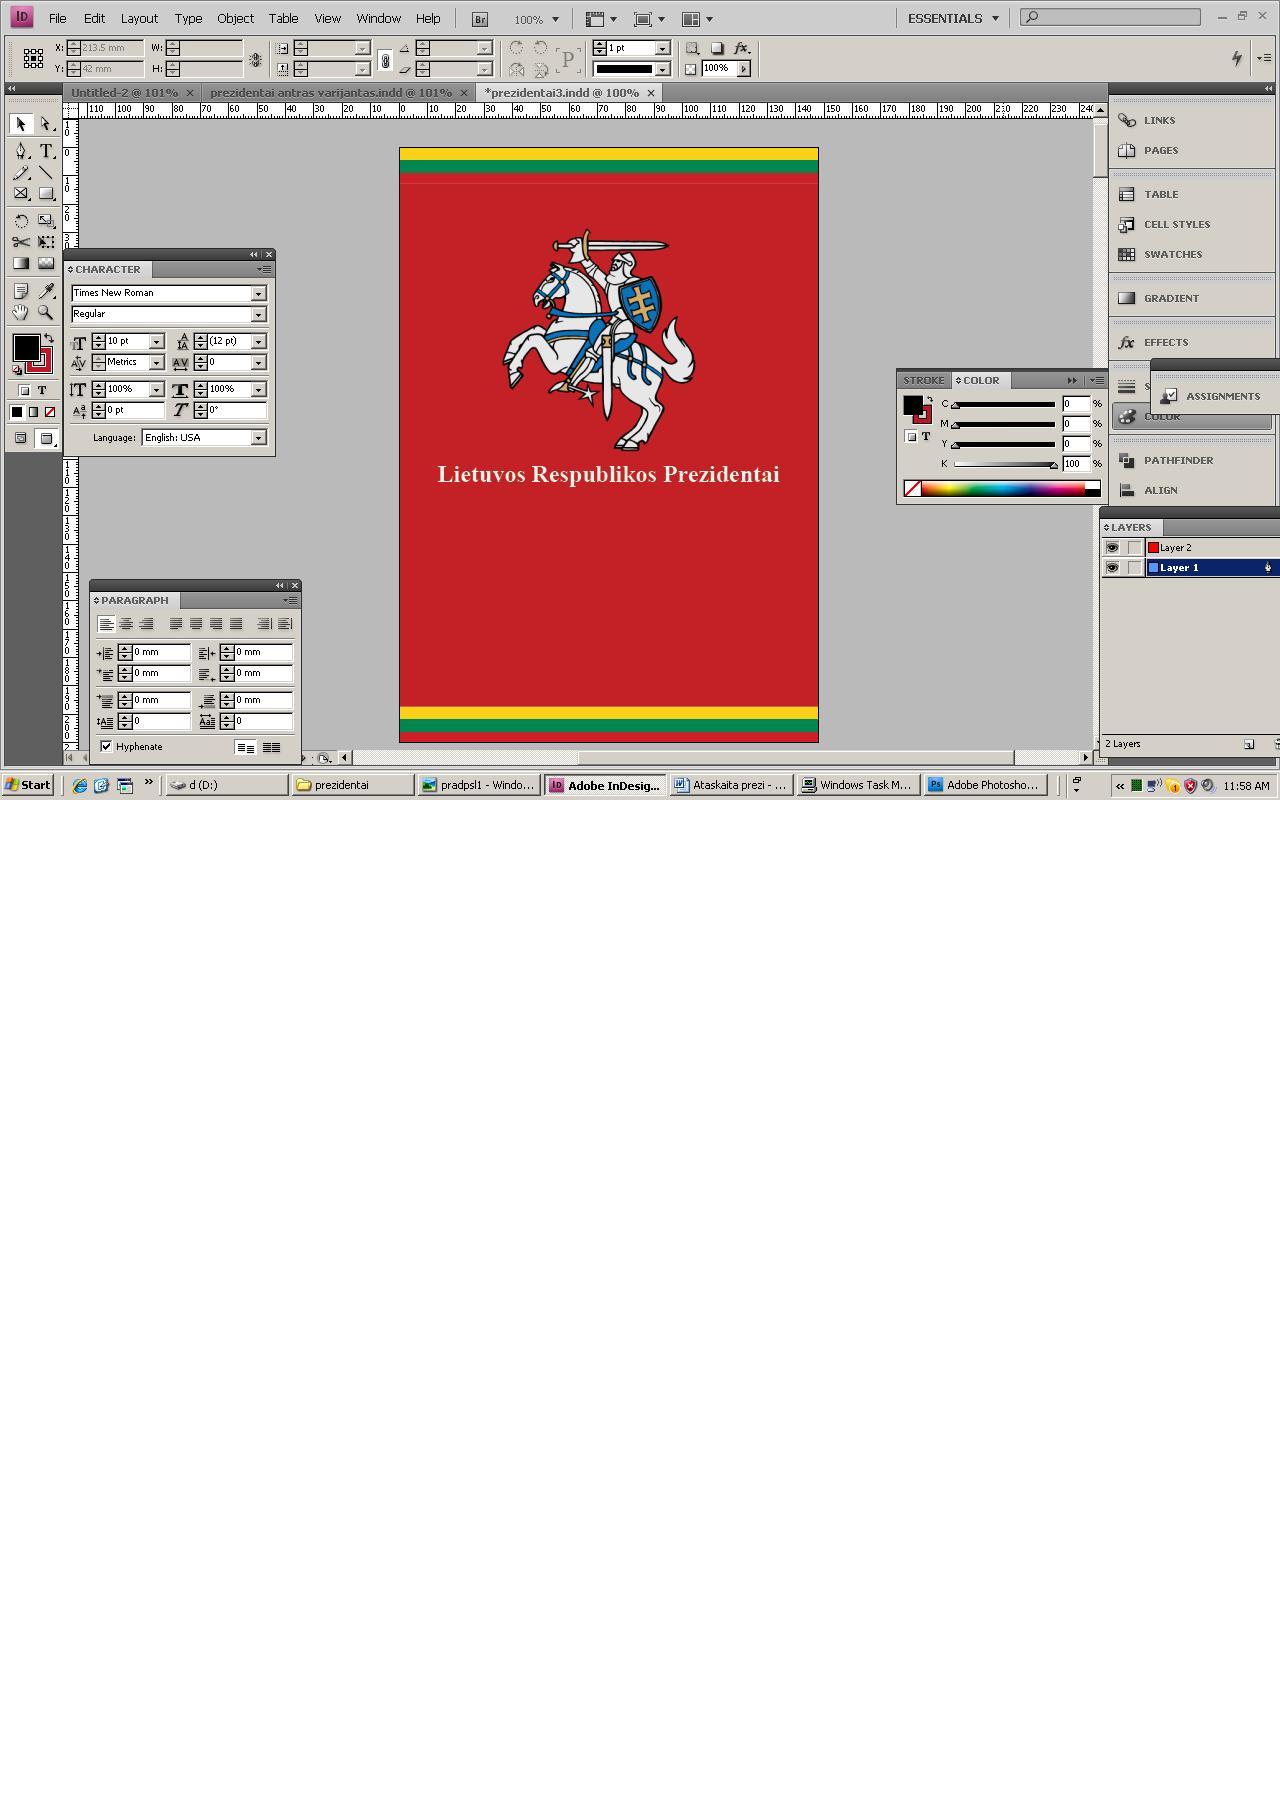 ID File Edit Layout Type Object Table View Window Help Br 100% ESSENTIALS
X: 213.5 mm W: 1 pt fx
Y: 42 mm H: P 100%
Untitled-2 @ 101% × prezidentai antras varijantas.indd @ 101% × *prezidentai3.indd @ 100% ×
110 100 90 80 70 60 50 40 30 20 10 0 10 20 30 40 50 60 70 80 90 100 110 120 130 140 150 160 170 180 190 200 210 220 230 240
LINKS
PAGES
TABLE
CELL STYLES
SWATCHES
GRADIENT
fx EFFECTS
ASSIGNMENTS
COLOR
PATHFINDER
ALIGN
CHARACTER
Times New Roman
Regular
10 pt (12 pt)
Metrics 0
100% 100%
0 pt 0°
Language: English: USA
STROKE COLOR
C 0 %
M 0 %
Y 0 %
K 100 %
Lietuvos Respublikos Prezidentai
LAYERS
Layer 2
Layer 1
2 Layers
PARAGRAPH
0 mm 0 mm
0 mm 0 mm
0 mm 0 mm
0 0
Hyphenate
Start d (D:) prezidentai pradpsl1 - Windo... Adobe InDesig... Ataskaita prezi - ... Windows Task M... Adobe Photosho... 11:58 AM